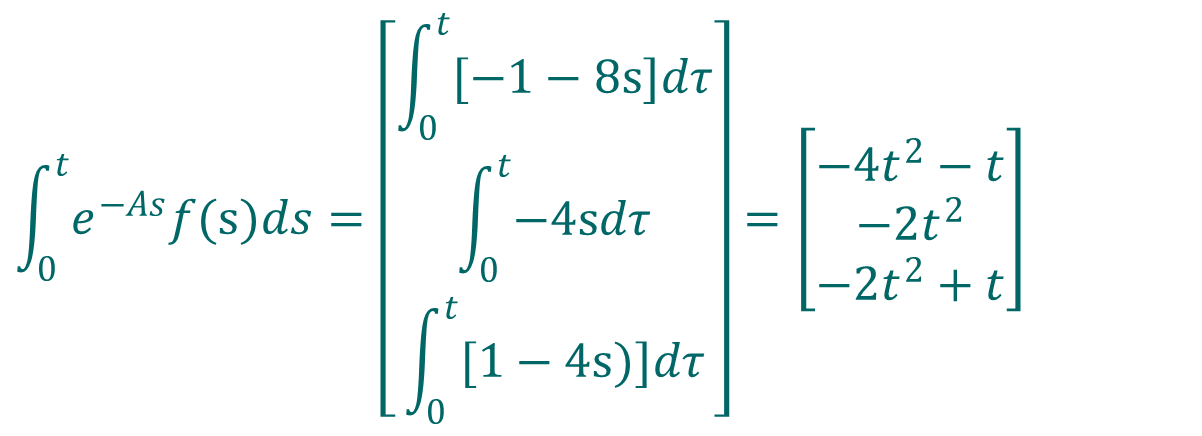 ∫₀ᵗ e^{−As} f(s)ds = [ ∫₀ᵗ [−1 − 8s]dτ ; ∫₀ᵗ −4sdτ ; ∫₀ᵗ [1 − 4s)]dτ ] = [ −4t² − t ; −2t² ; −2t² + t ]